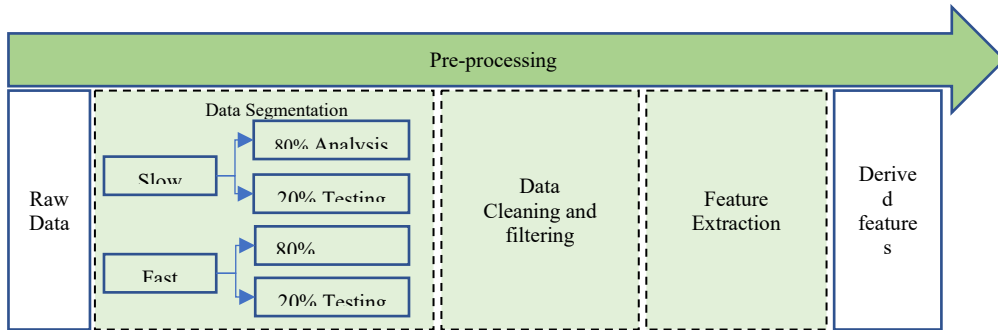 Pre-processing
Raw
Data
Data Segmentation
Slow
80% Analysis
20% Testing
Fast
80%
20% Testing
Data
Cleaning and
filtering
Feature
Extraction
Derive
d
feature
s